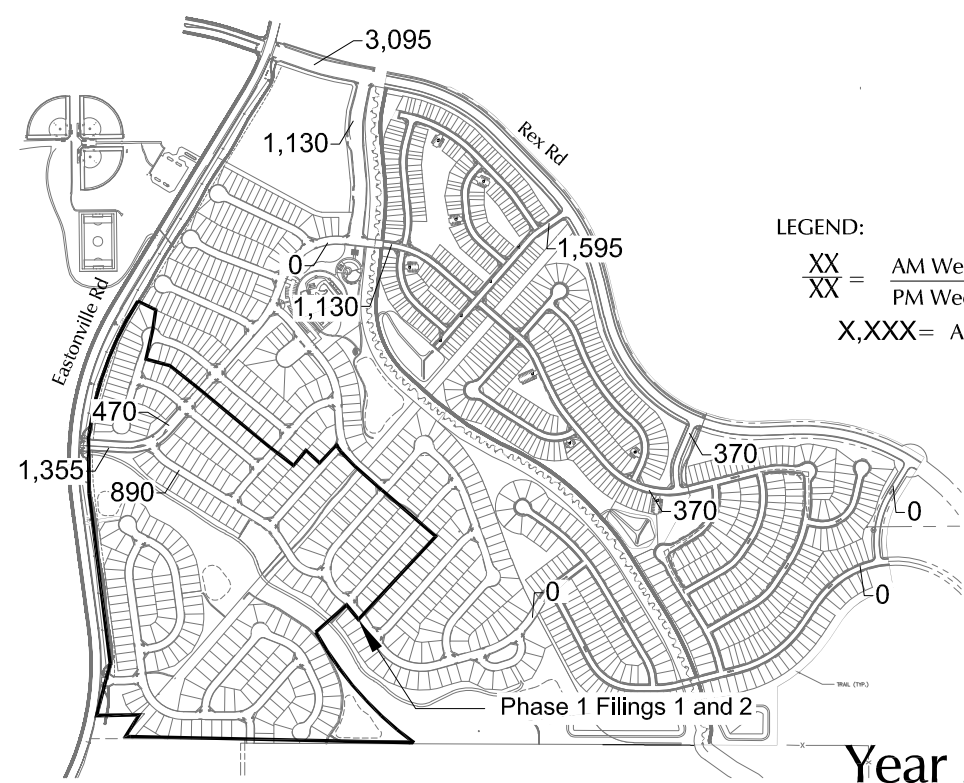 3,095
1,130
Rex Rd
1,595
LEGEND:
XX = AM We
XX PM Wee
X,XXX= A
0
1,130
Eastonville Rd
470
1,355
890
370
370
0
0
0
Phase 1 Filings 1 and 2
TRAIL (TYP.)
Year